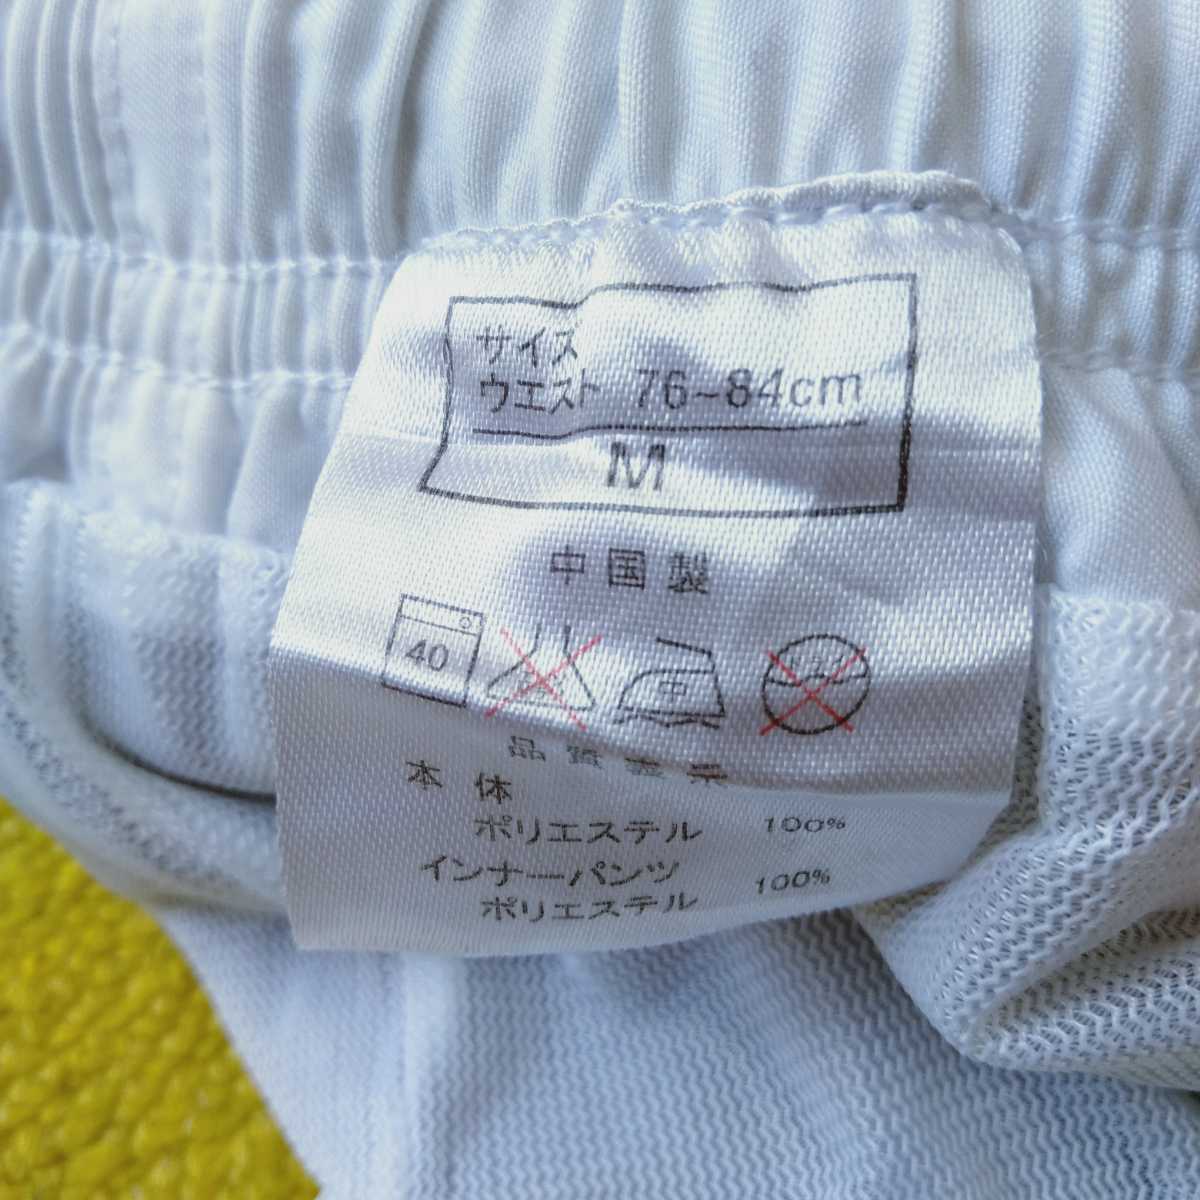 サイズ
ウエスト 76~84cm
M
中国製
40 中
品質表示
本体
ポリエステル 100%
インナーパンツ
ポリエステル 100%